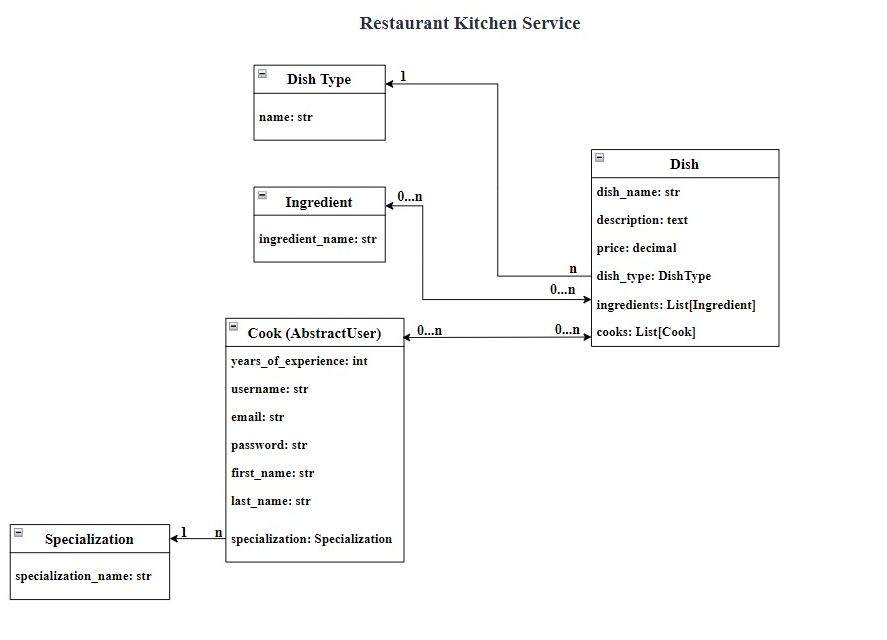 Restaurant Kitchen Service
Dish Type
name: str
1
Ingredient
ingredient_name: str
0...n
Dish
dish_name: str
description: text
price: decimal
dish_type: DishType
ingredients: List[Ingredient]
cooks: List[Cook]
n
0...n
0...n
0...n
Cook (AbstractUser)
years_of_experience: int
username: str
email: str
password: str
first_name: str
last_name: str
specialization: Specialization
1
n
Specialization
specialization_name: str